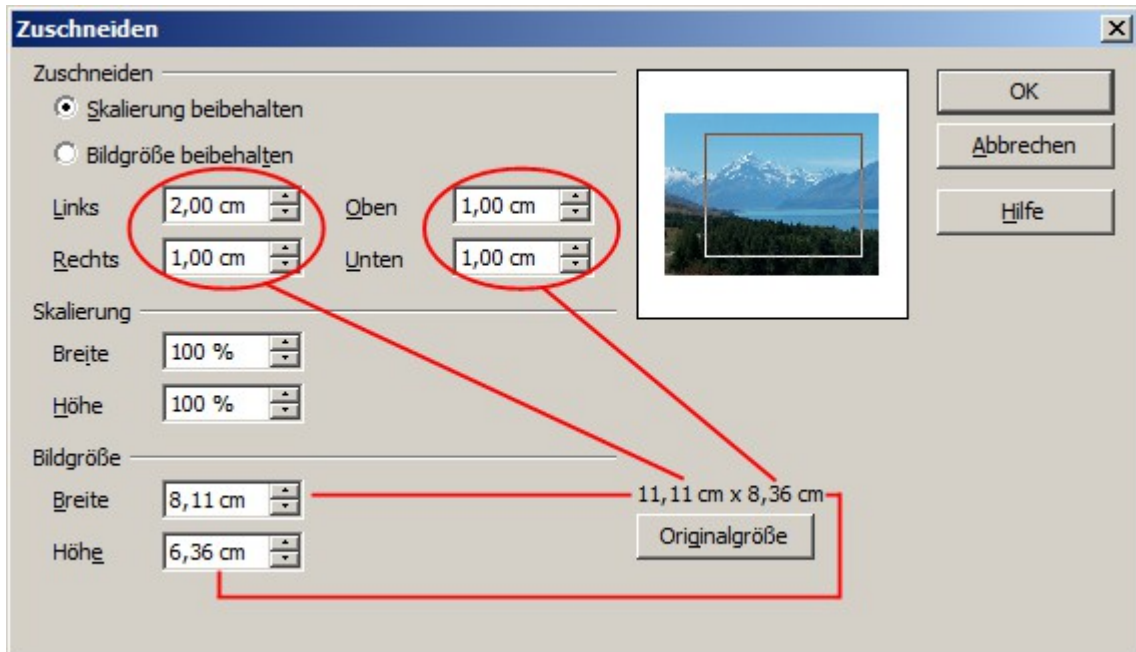 Zuschneiden
Zuschneiden
Skalierung beibehalten
Bildgröße beibehalten
Links 2,00 cm Oben 1,00 cm
Rechts 1,00 cm Unten 1,00 cm
Skalierung
Breite 100 %
Höhe 100 %
Bildgröße
Breite 8,11 cm 11,11 cm x 8,36 cm
Höhe 6,36 cm Originalgröße
OK
Abbrechen
Hilfe